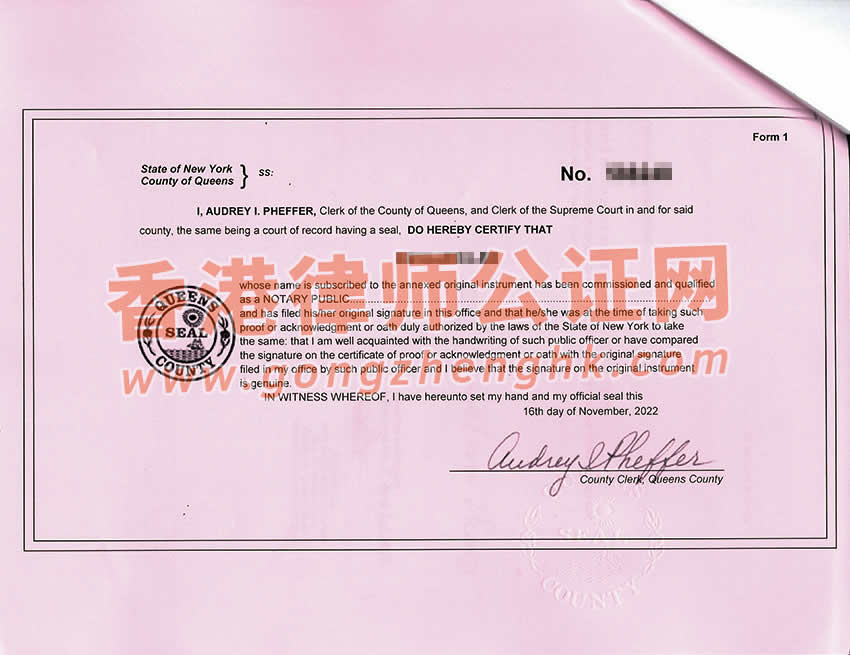 Form 1
State of New York
County of Queens } ss:
No.
I, AUDREY I. PHEFFER, Clerk of the County of Queens, and Clerk of the Supreme Court in and for said
county, the same being a court of record having a seal, DO HEREBY CERTIFY THAT
香港律师公证网
www.gongzhenghk.com
whose name is subscribed to the annexed original instrument has been commissioned and qualified
as a NOTARY PUBLIC
and has filed his/her original signature in this office and that he/she was at the time of taking such
proof or acknowledgment or oath duly authorized by the laws of the State of New York to take
the same: that I am well acquainted with the handwriting of such public officer or have compared
the signature on the certificate of proof or acknowledgment or oath with the original signature
filed in my office by such public officer and I believe that the signature on the original instrument
is genuine.
QUEENS
SEAL
COUNTY
IN WITNESS WHEREOF, I have hereunto set my hand and my official seal this
16th day of November, 2022
Audrey I Pheffer
County Clerk, Queens County
SEAL
COUNTY